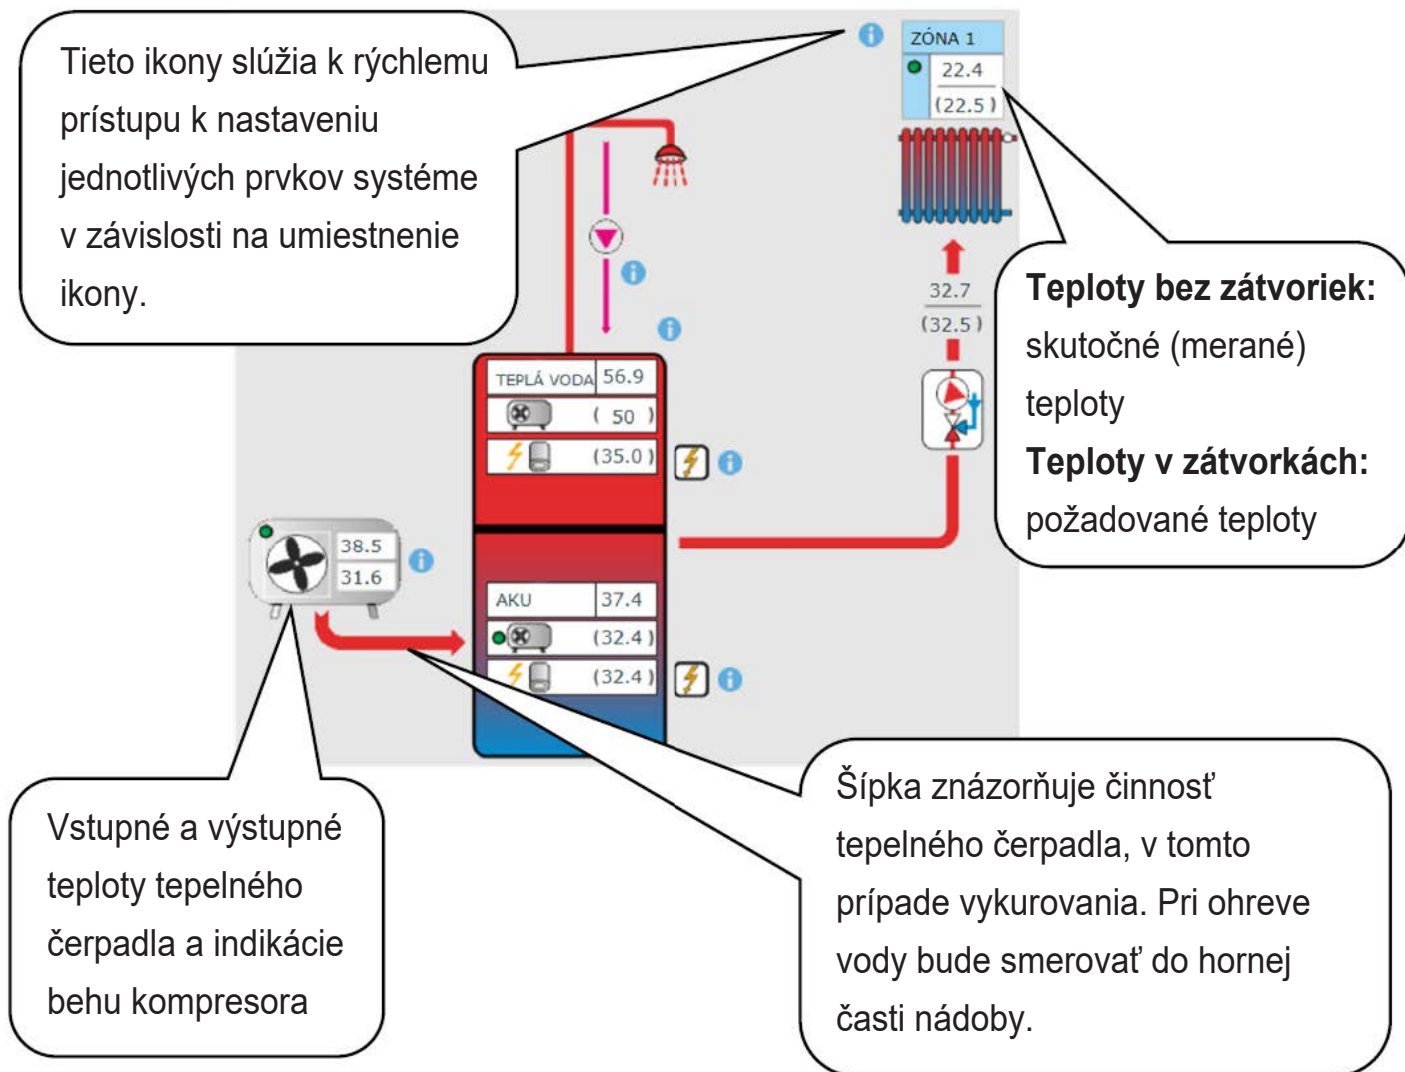 Tieto ikony slúžia k rýchlemu
prístupu k nastaveniu
jednotlivých prvkov systéme
v závislosti na umiestnenie
ikony.
ZÓNA 1
22.4
(22.5)
32.7
(32.5)
Teploty bez zátvoriek:
skutočné (merané)
teploty
Teploty v zátvorkách:
požadované teploty
TEPLÁ VODA 56.9
( 50 )
(35.0)
38.5
31.6
AKU 37.4
(32.4)
(32.4)
Vstupné a výstupné
teploty tepelného
čerpadla a indikácie
behu kompresora
Šípka znázorňuje činnosť
tepelného čerpadla, v tomto
prípade vykurovania. Pri ohreve
vody bude smerovať do hornej
časti nádoby.